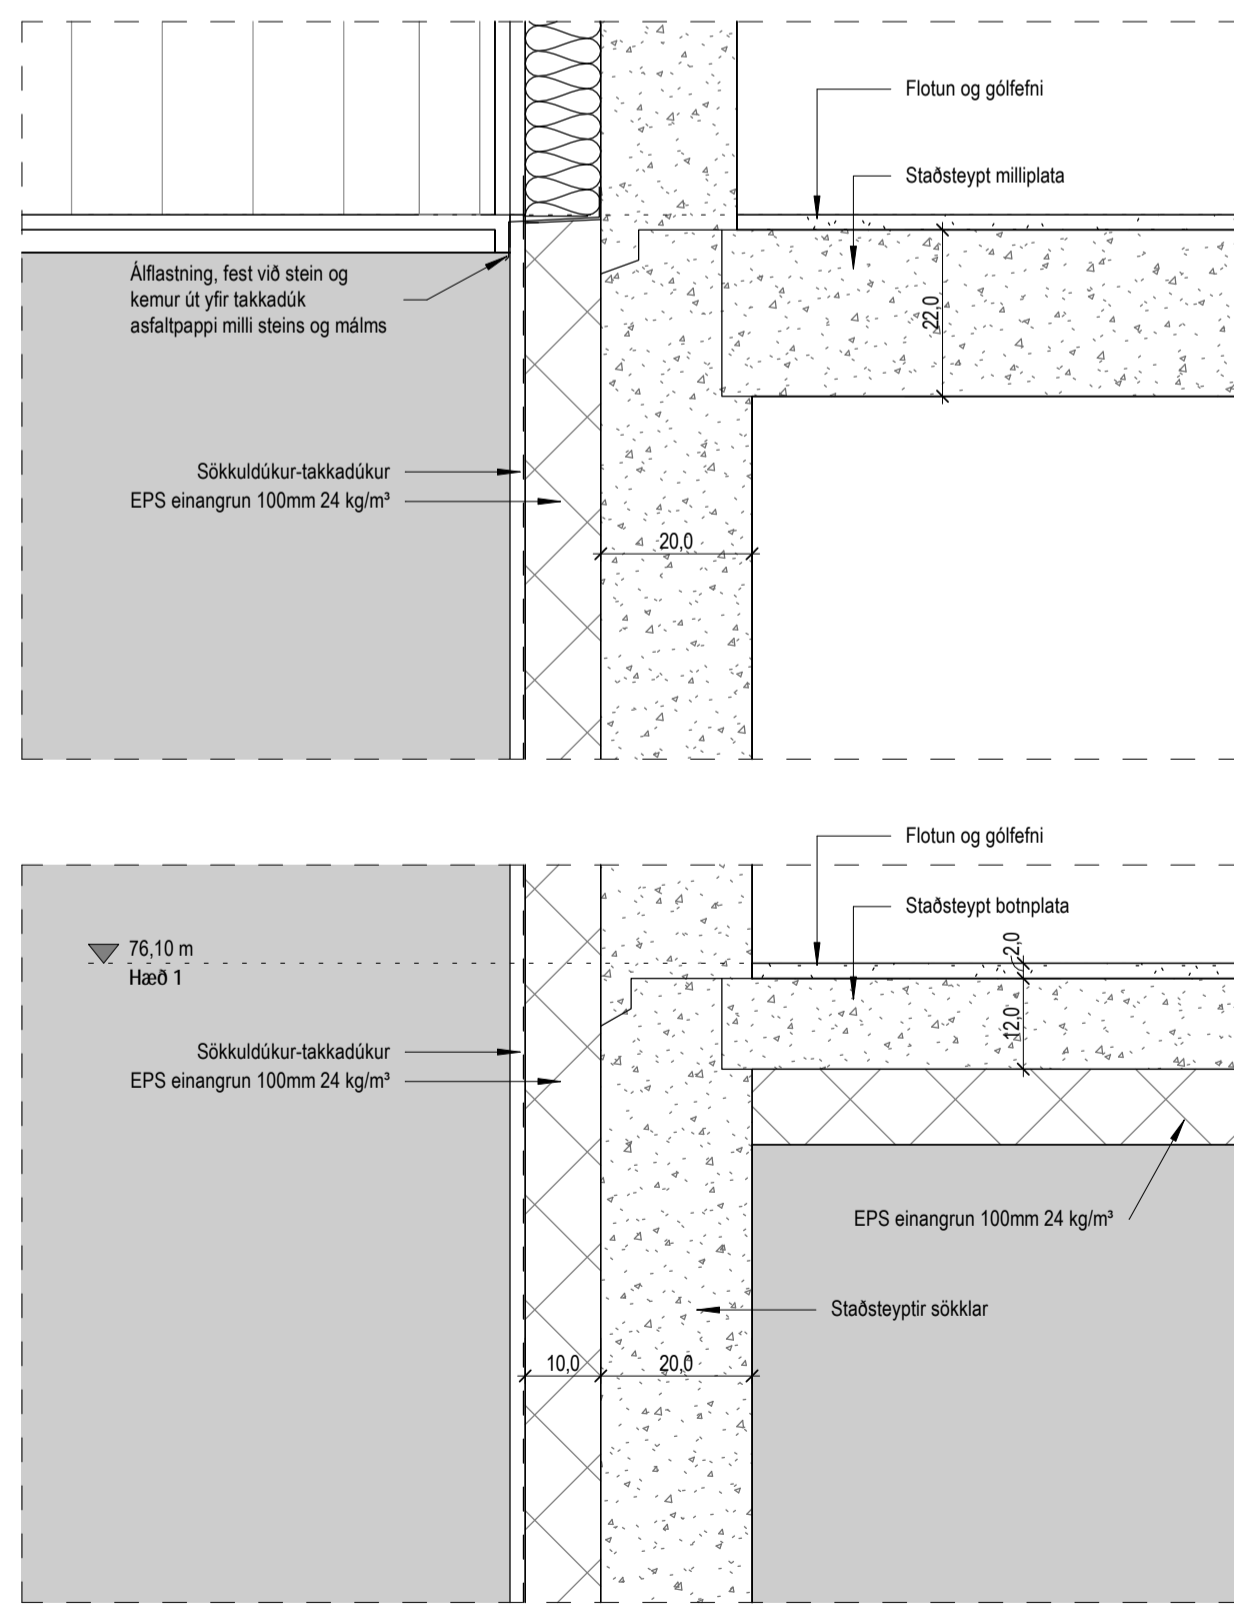 Flotun og gólfefni
Staðsteypt milliplata
Álflastning, fest við stein og
kemur út yfir takkadúk
asfaltpappi milli steins og málms
22,0
Sökkuldúkur-takkadúkur
EPS einangrun 100mm 24 kg/m³
20,0
Flotun og gólfefni
Staðsteypt botnplata
76,10 m
Hæð 1
2,0
12,0
Sökkuldúkur-takkadúkur
EPS einangrun 100mm 24 kg/m³
EPS einangrun 100mm 24 kg/m³
Staðsteyptir sökklar
10,0
20,0